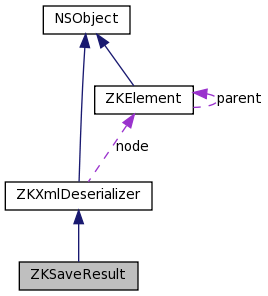 NSObject
ZKElement
parent
node
ZKXmlDeserializer
ZKSaveResult